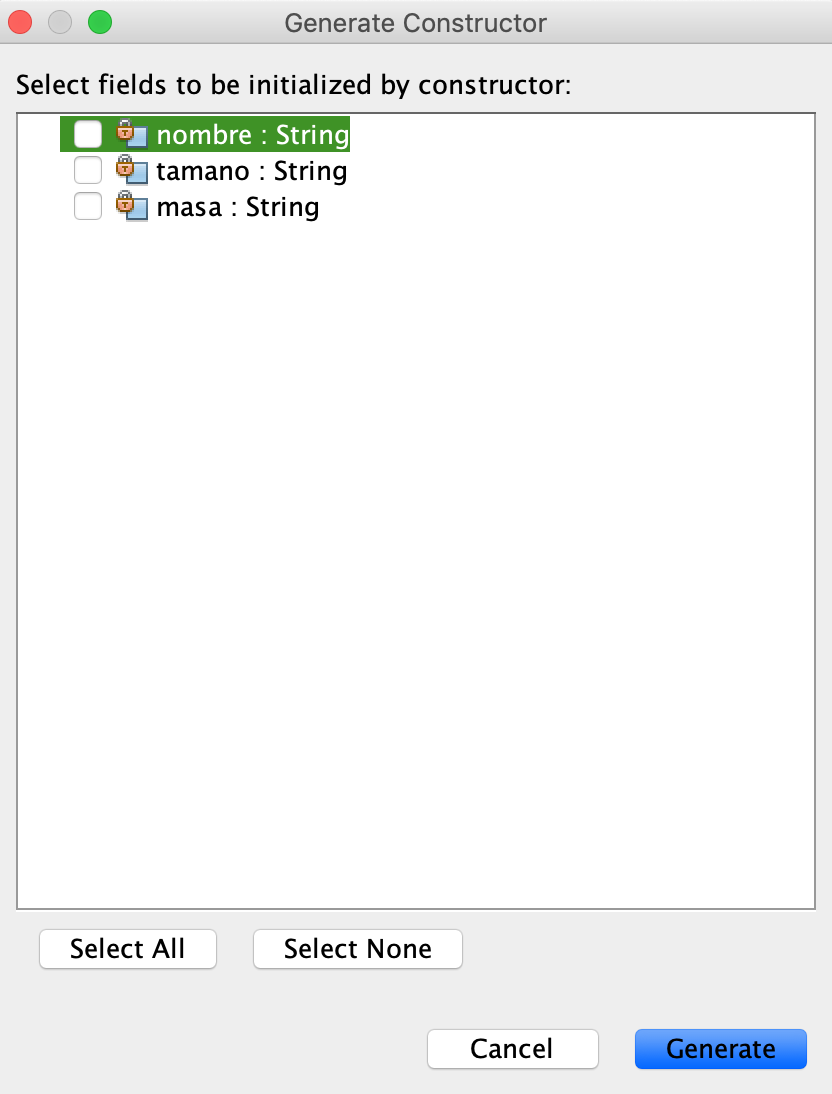 Generate Constructor
Select fields to be initialized by constructor:
nombre : String
tamano : String
masa : String
Select All Select None
Cancel Generate